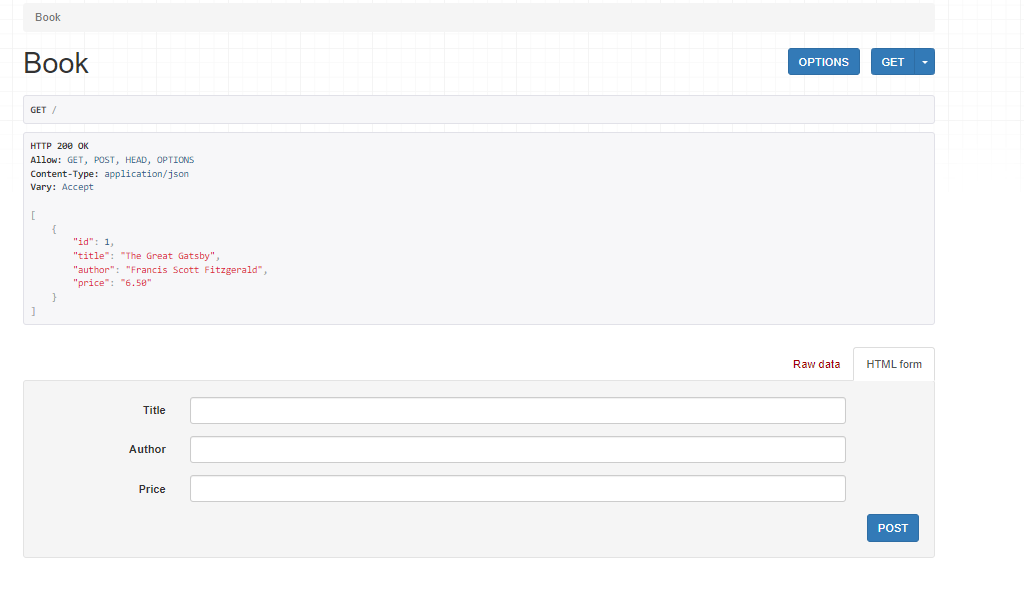 Book
Book
OPTIONS
GET
GET /
HTTP 200 OK
Allow: GET, POST, HEAD, OPTIONS
Content-Type: application/json
Vary: Accept
[
    {
        "id": 1,
        "title": "The Great Gatsby",
        "author": "Francis Scott Fitzgerald",
        "price": "6.50"
    }
]
Raw data
HTML form
Title
Author
Price
POST